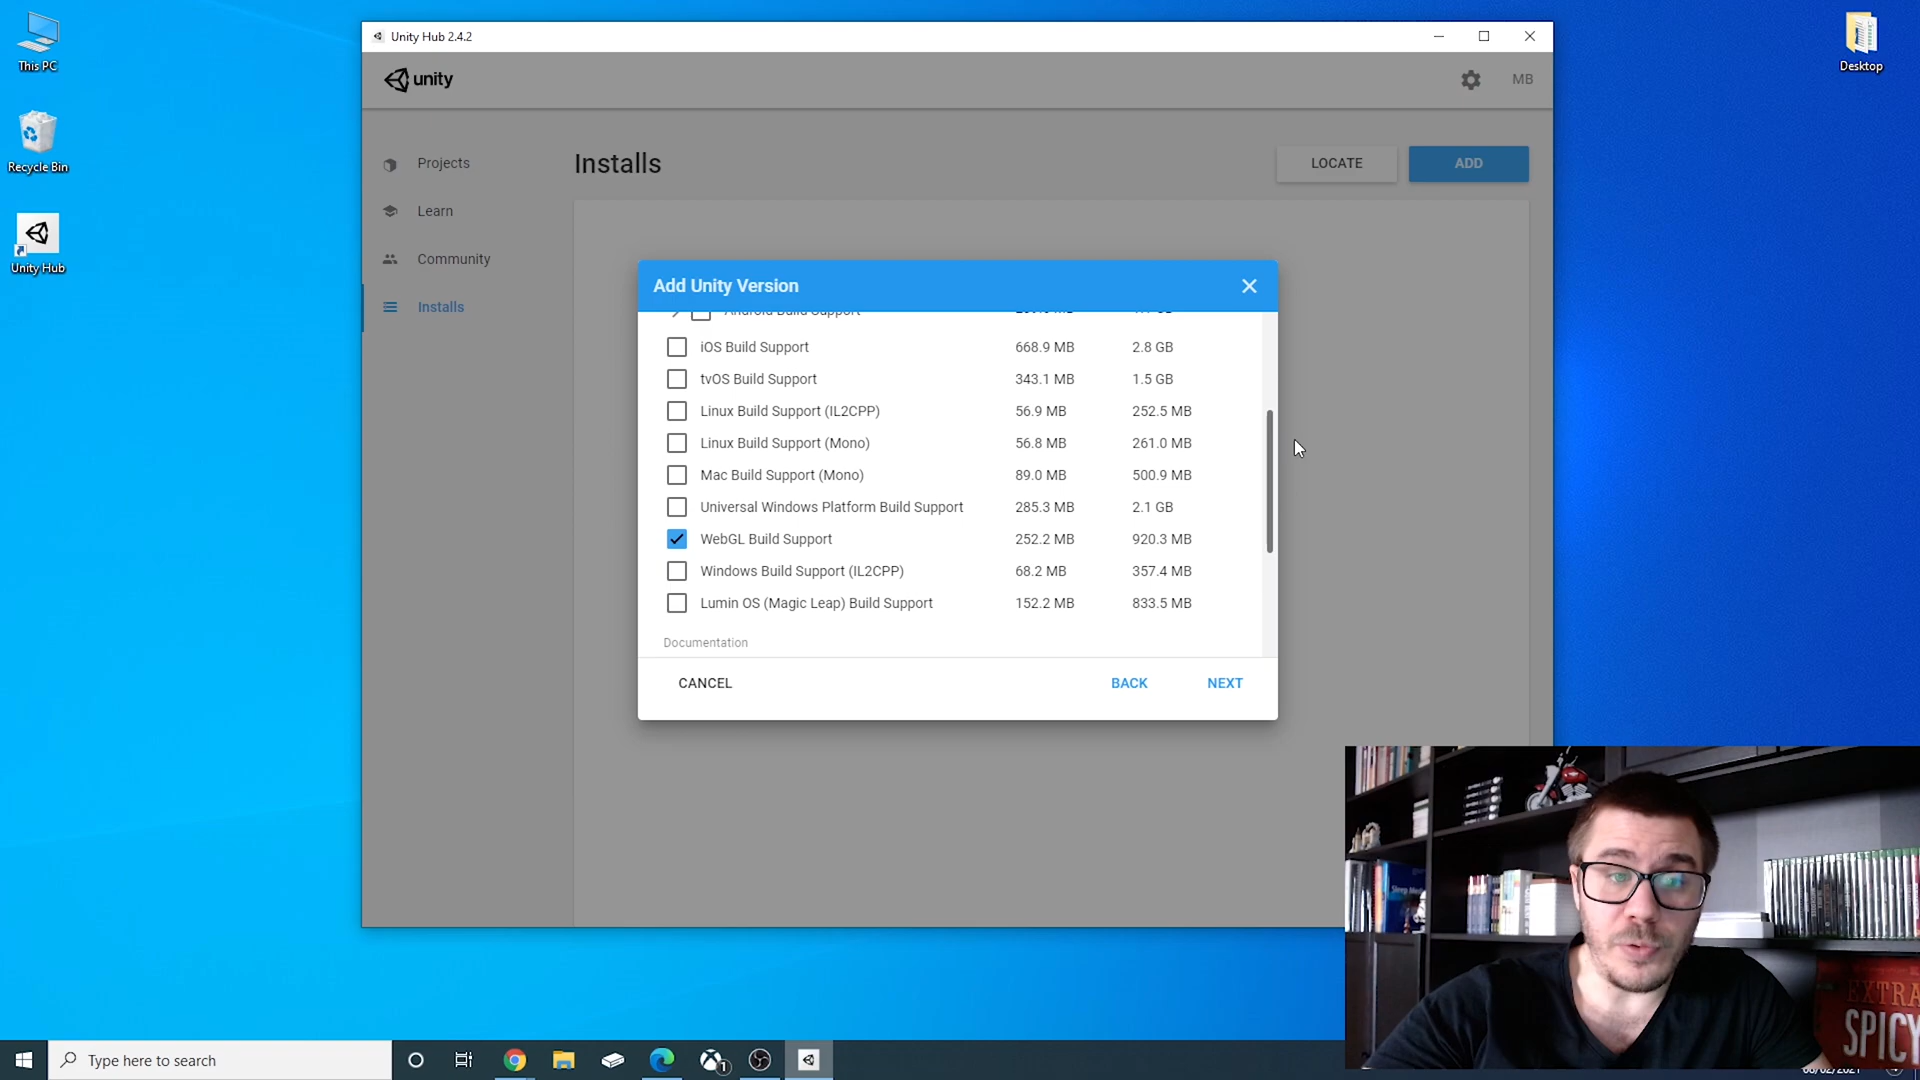 This PC
Recycle Bin
Unity Hub
Desktop
Unity Hub 2.4.2
unity
MB
Projects
Learn
Community
Installs
Installs
LOCATE
ADD
Add Unity Version
Android Build Support
iOS Build Support 668.9 MB 2.8 GB
tvOS Build Support 343.1 MB 1.5 GB
Linux Build Support (IL2CPP) 56.9 MB 252.5 MB
Linux Build Support (Mono) 56.8 MB 261.0 MB
Mac Build Support (Mono) 89.0 MB 500.9 MB
Universal Windows Platform Build Support 285.3 MB 2.1 GB
WebGL Build Support 252.2 MB 920.3 MB
Windows Build Support (IL2CPP) 68.2 MB 357.4 MB
Lumin OS (Magic Leap) Build Support 152.2 MB 833.5 MB
Documentation
CANCEL
BACK
NEXT
EXTRA
SPICY
Type here to search
1